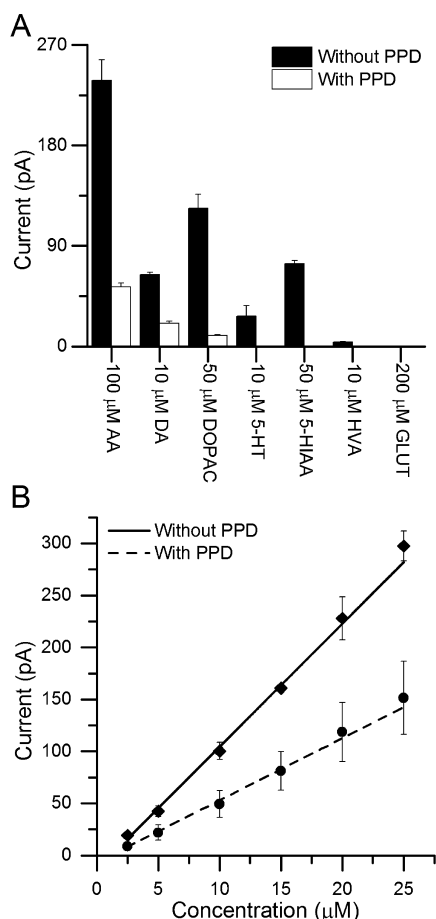 A
270
180
90
0
Current (pA)
Without PPD
With PPD
100 µM AA
10 µM DA
50 µM DOPAC
10 µM 5-HT
50 µM 5-HIAA
10 µM HVA
200 µM GLUT
B
Without PPD
With PPD
300
250
200
150
100
50
0
Current (pA)
0
5
10
15
20
25
Concentration (µM)